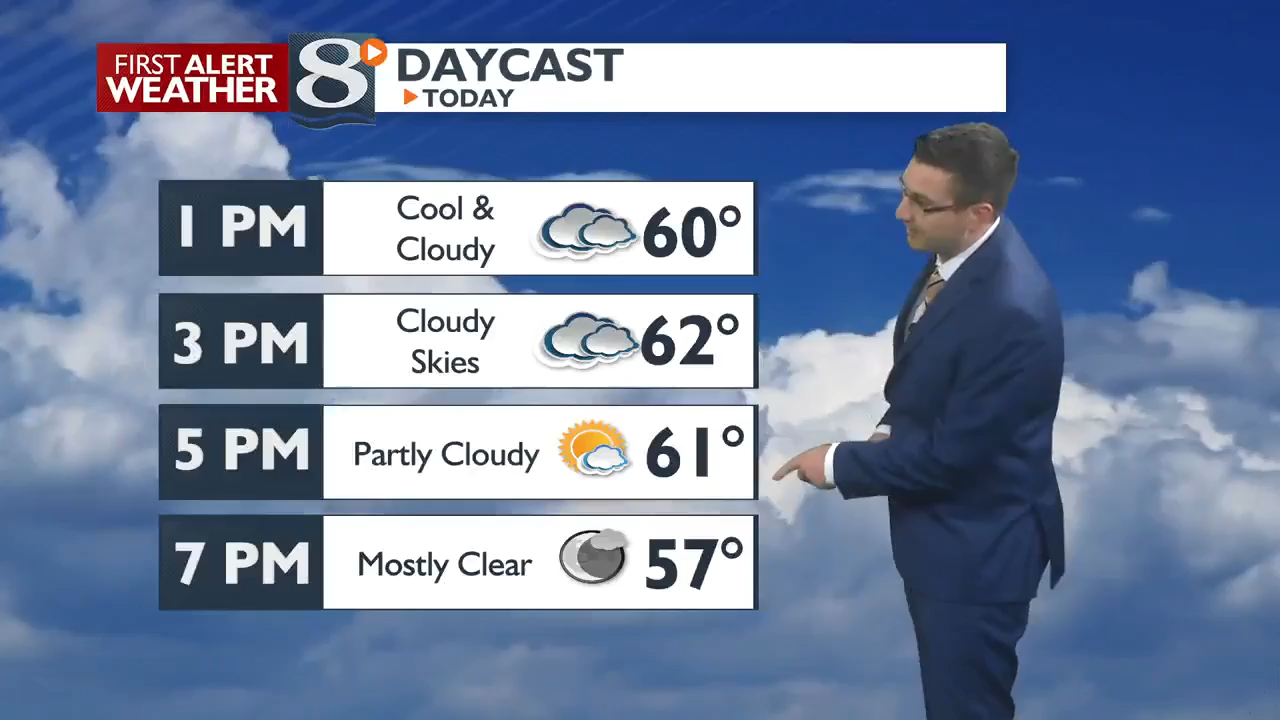 FIRST ALERT
WEATHER
8
DAYCAST
TODAY
1 PM
Cool &
Cloudy
60°
3 PM
Cloudy
Skies
62°
5 PM
Partly Cloudy
61°
7 PM
Mostly Clear
57°